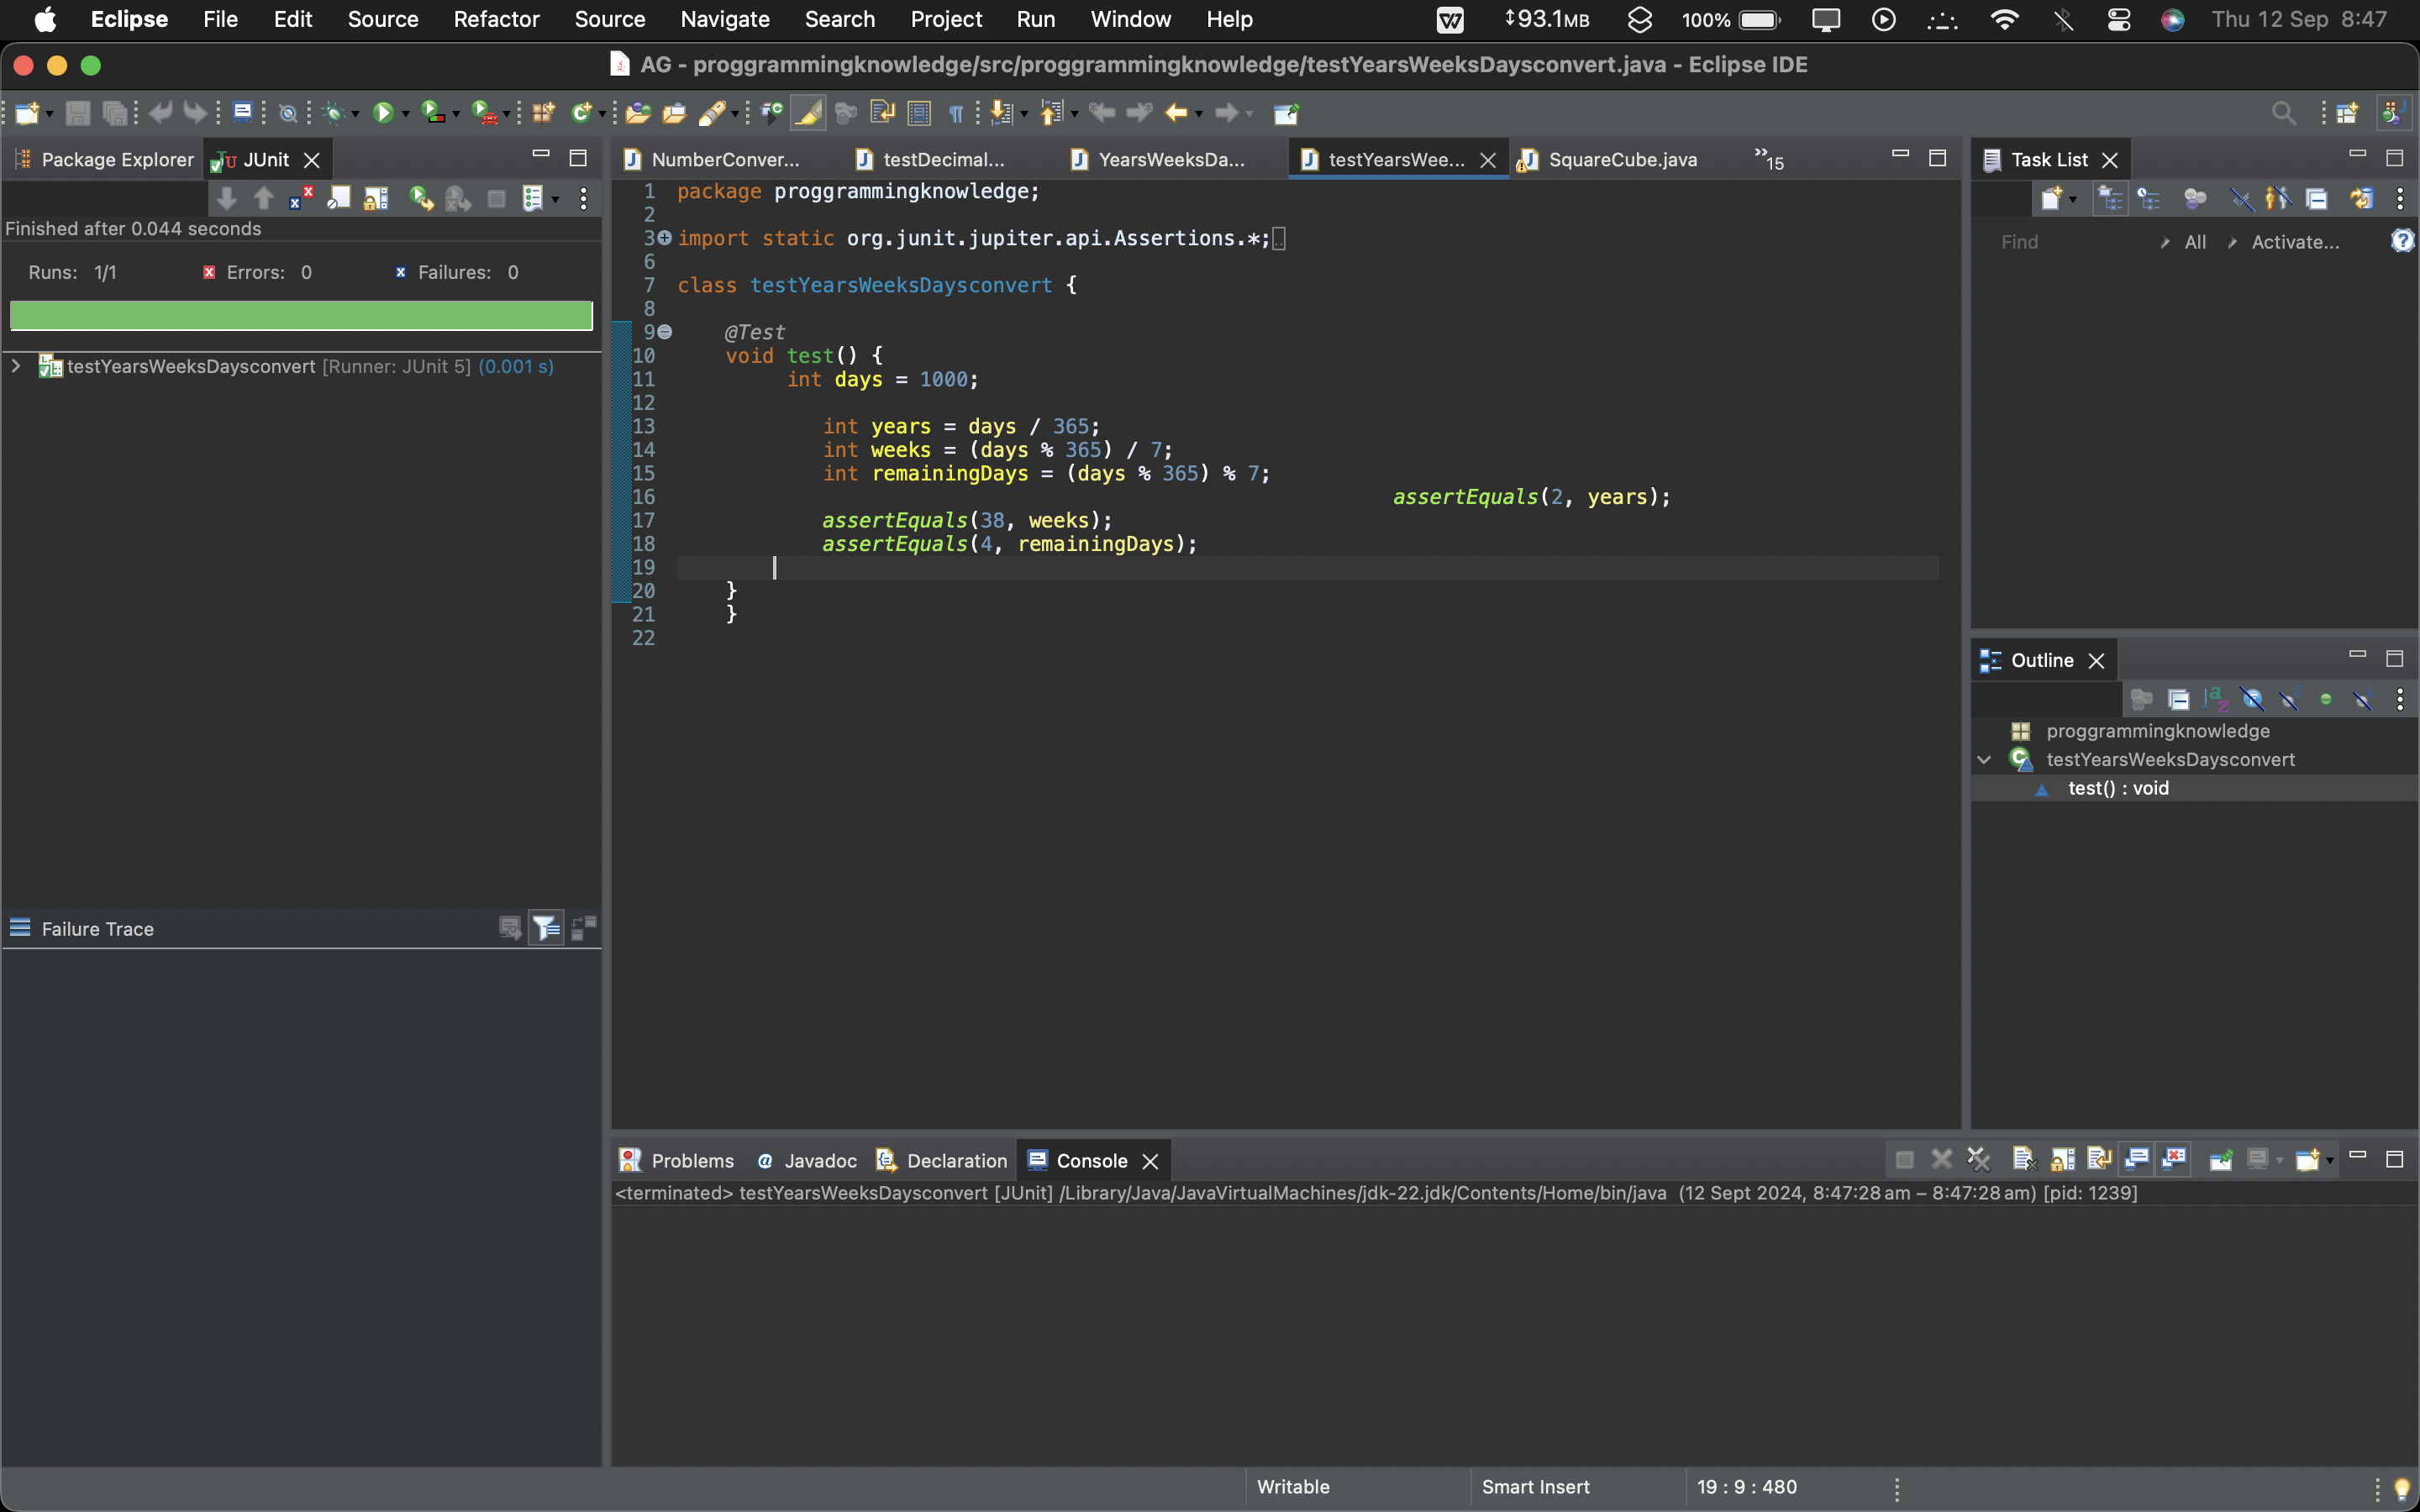 Eclipse File Edit Source Refactor Source Navigate Search Project Run Window Help 93.1MB 100% Thu 12 Sep 8:47
AG - proggrammingknowledge/src/proggrammingknowledge/testYearsWeeksDaysconvert.java - Eclipse IDE
Package Explorer JUnit
Finished after 0.044 seconds
Runs: 1/1 Errors: 0 Failures: 0
testYearsWeeksDaysconvert [Runner: JUnit 5] (0.001 s)
Failure Trace
NumberConver... testDecimal... YearsWeeksDa... testYearsWee... SquareCube.java »15
1 package proggrammingknowledge;
2
3 import static org.junit.jupiter.api.Assertions.*;
6
7 class testYearsWeeksDaysconvert {
8
9 @Test
10 void test() {
11 int days = 1000;
12
13 int years = days / 365;
14 int weeks = (days % 365) / 7;
15 int remainingDays = (days % 365) % 7;
16 assertEquals(2, years);
17 assertEquals(38, weeks);
18 assertEquals(4, remainingDays);
19
20 }
21 }
22
Task List
Find All Activate...
Outline
proggrammingknowledge
testYearsWeeksDaysconvert
test() : void
Problems Javadoc Declaration Console
<terminated> testYearsWeeksDaysconvert [JUnit] /Library/Java/JavaVirtualMachines/jdk-22.jdk/Contents/Home/bin/java (12 Sept 2024, 8:47:28 am – 8:47:28 am) [pid: 1239]
Writable Smart Insert 19 : 9 : 480